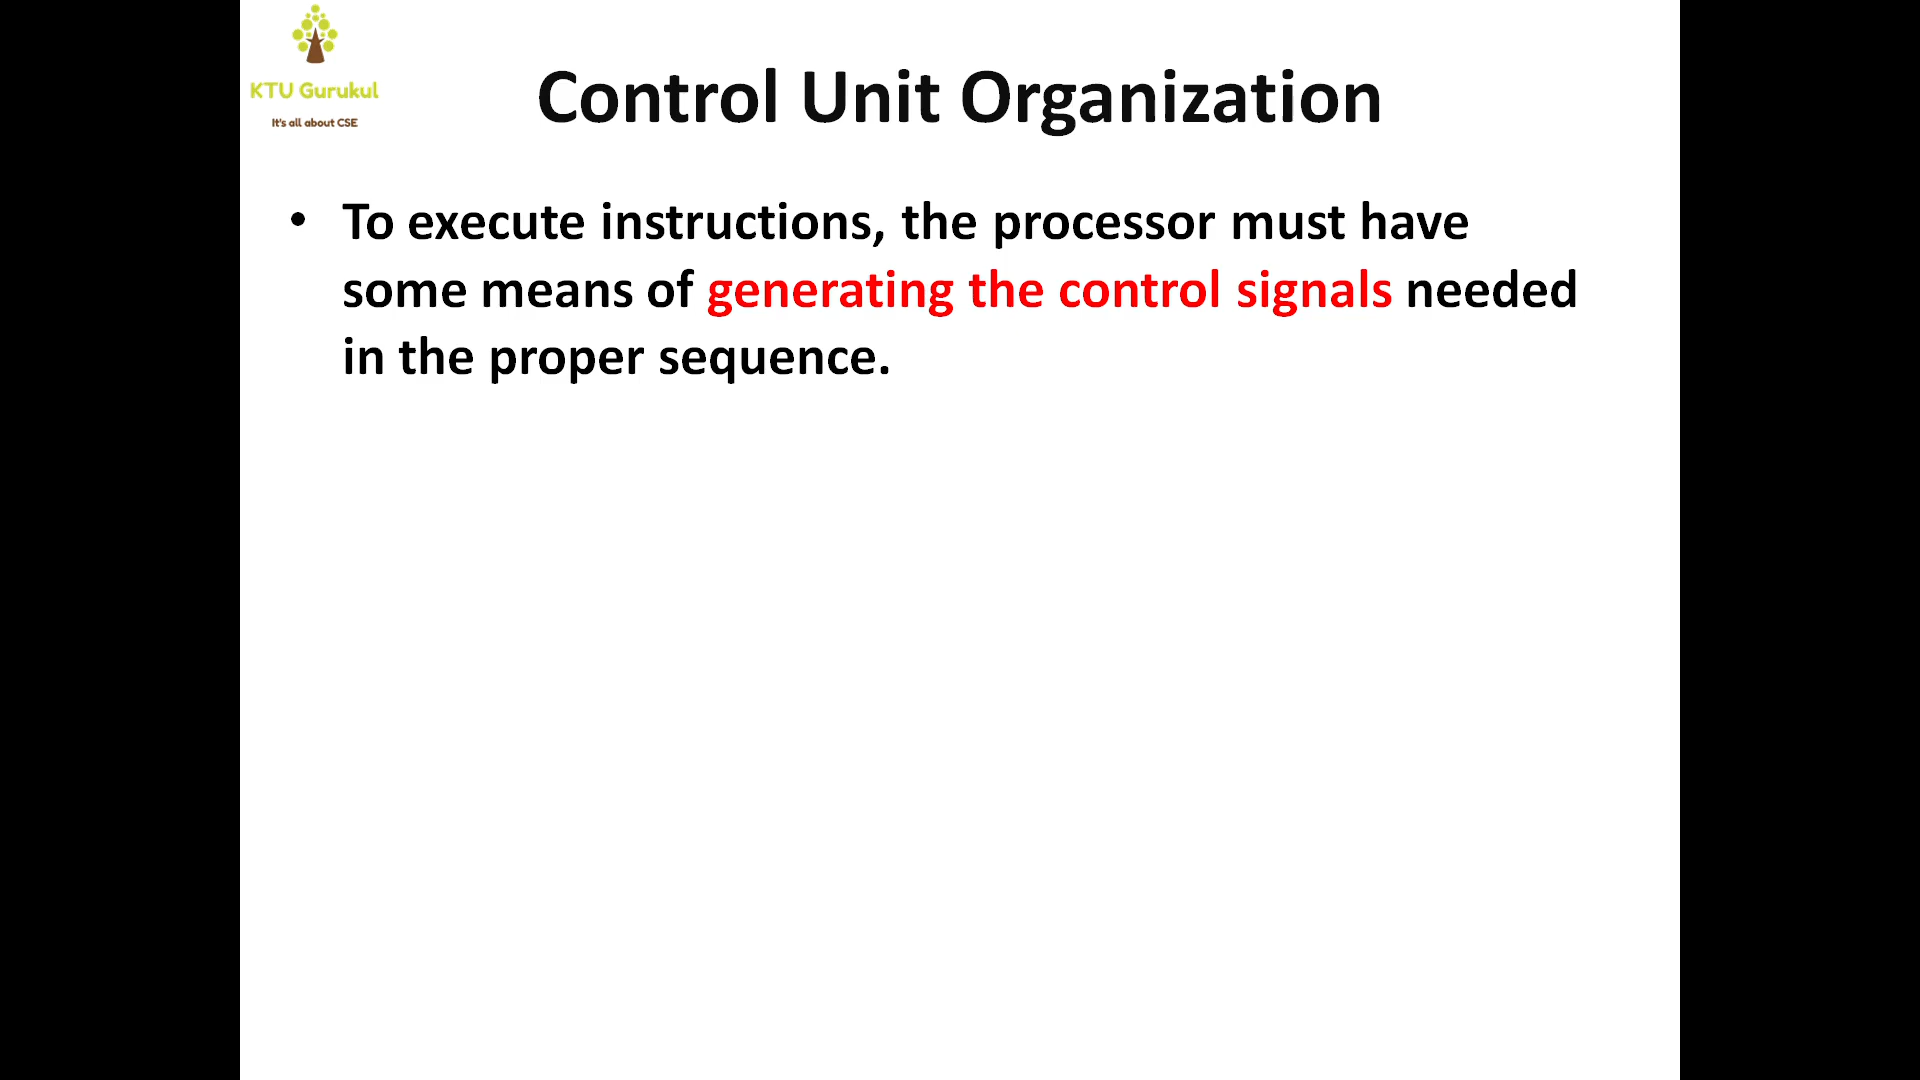 KTU Gurukul
It's all about CSE
Control Unit Organization
• To execute instructions, the processor must have
some means of generating the control signals needed
in the proper sequence.